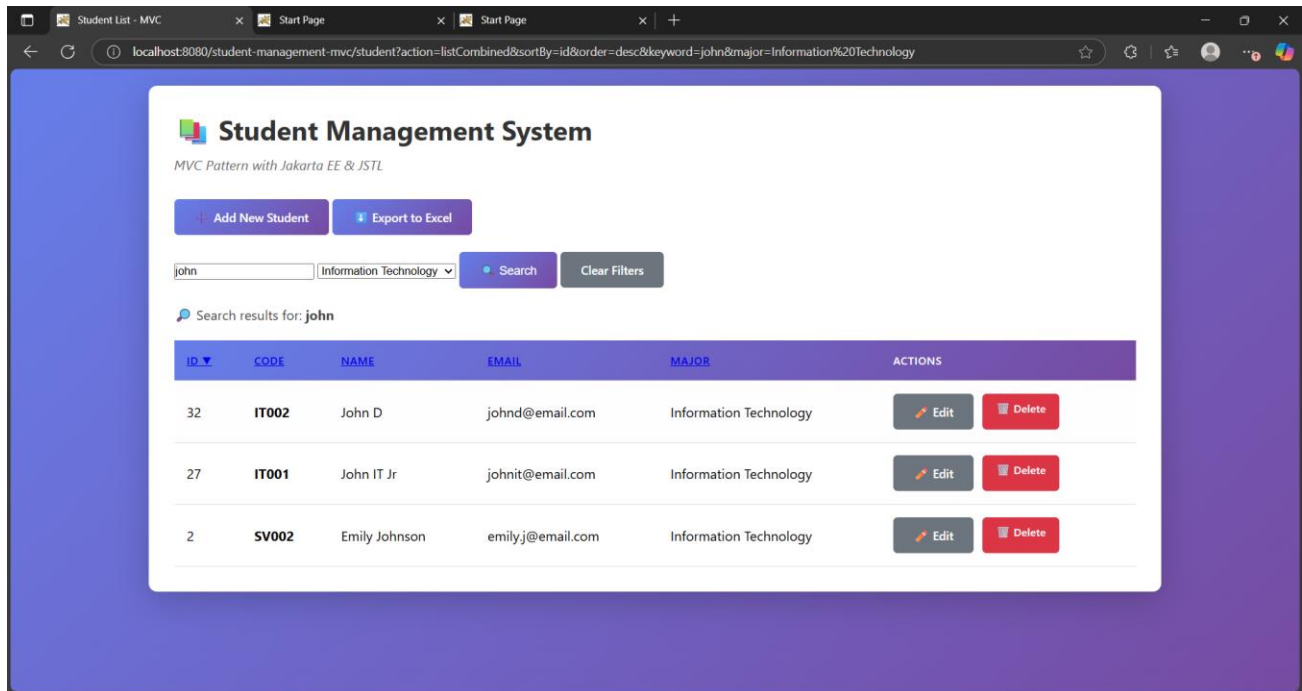 Student List - MVC
Start Page
Start Page
localhost:8080/student-management-mvc/student?action=listCombined&sortBy=id&order=desc&keyword=john&major=Information%20Technology
Student Management System
MVC Pattern with Jakarta EE & JSTL
Add New Student
Export to Excel
john Information Technology Search Clear Filters
Search results for: john
ID ▼ CODE NAME EMAIL MAJOR ACTIONS
32 IT002 John D johnd@email.com Information Technology Edit Delete
27 IT001 John IT Jr johnit@email.com Information Technology Edit Delete
2 SV002 Emily Johnson emily.j@email.com Information Technology Edit Delete